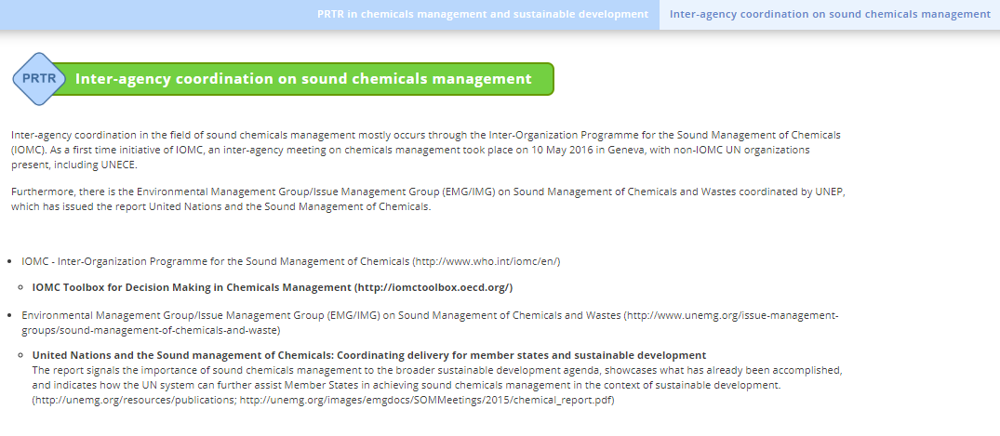 PRTR in chemicals management and sustainable development
Inter-agency coordination on sound chemicals management
PRTR
Inter-agency coordination on sound chemicals management
Inter-agency coordination in the field of sound chemicals management mostly occurs through the Inter-Organization Programme for the Sound Management of Chemicals
(IOMC). As a first time initiative of IOMC, an inter-agency meeting on chemicals management took place on 10 May 2016 in Geneva, with non-IOMC UN organizations
present, including UNECE.
Furthermore, there is the Environmental Management Group/Issue Management Group (EMG/IMG) on Sound Management of Chemicals and Wastes coordinated by UNEP,
which has issued the report United Nations and the Sound Management of Chemicals.
• IOMC - Inter-Organization Programme for the Sound Management of Chemicals (http://www.who.int/iomc/en/)
◦ IOMC Toolbox for Decision Making in Chemicals Management (http://iomctoolbox.oecd.org/)
• Environmental Management Group/Issue Management Group (EMG/IMG) on Sound Management of Chemicals and Wastes (http://www.unemg.org/issue-management-
groups/sound-management-of-chemicals-and-waste)
◦ United Nations and the Sound management of Chemicals: Coordinating delivery for member states and sustainable development
The report signals the importance of sound chemicals management to the broader sustainable development agenda, showcases what has already been accomplished,
and indicates how the UN system can further assist Member States in achieving sound chemicals management in the context of sustainable development.
(http://unemg.org/resources/publications; http://unemg.org/images/emgdocs/SOMMeetings/2015/chemical_report.pdf)